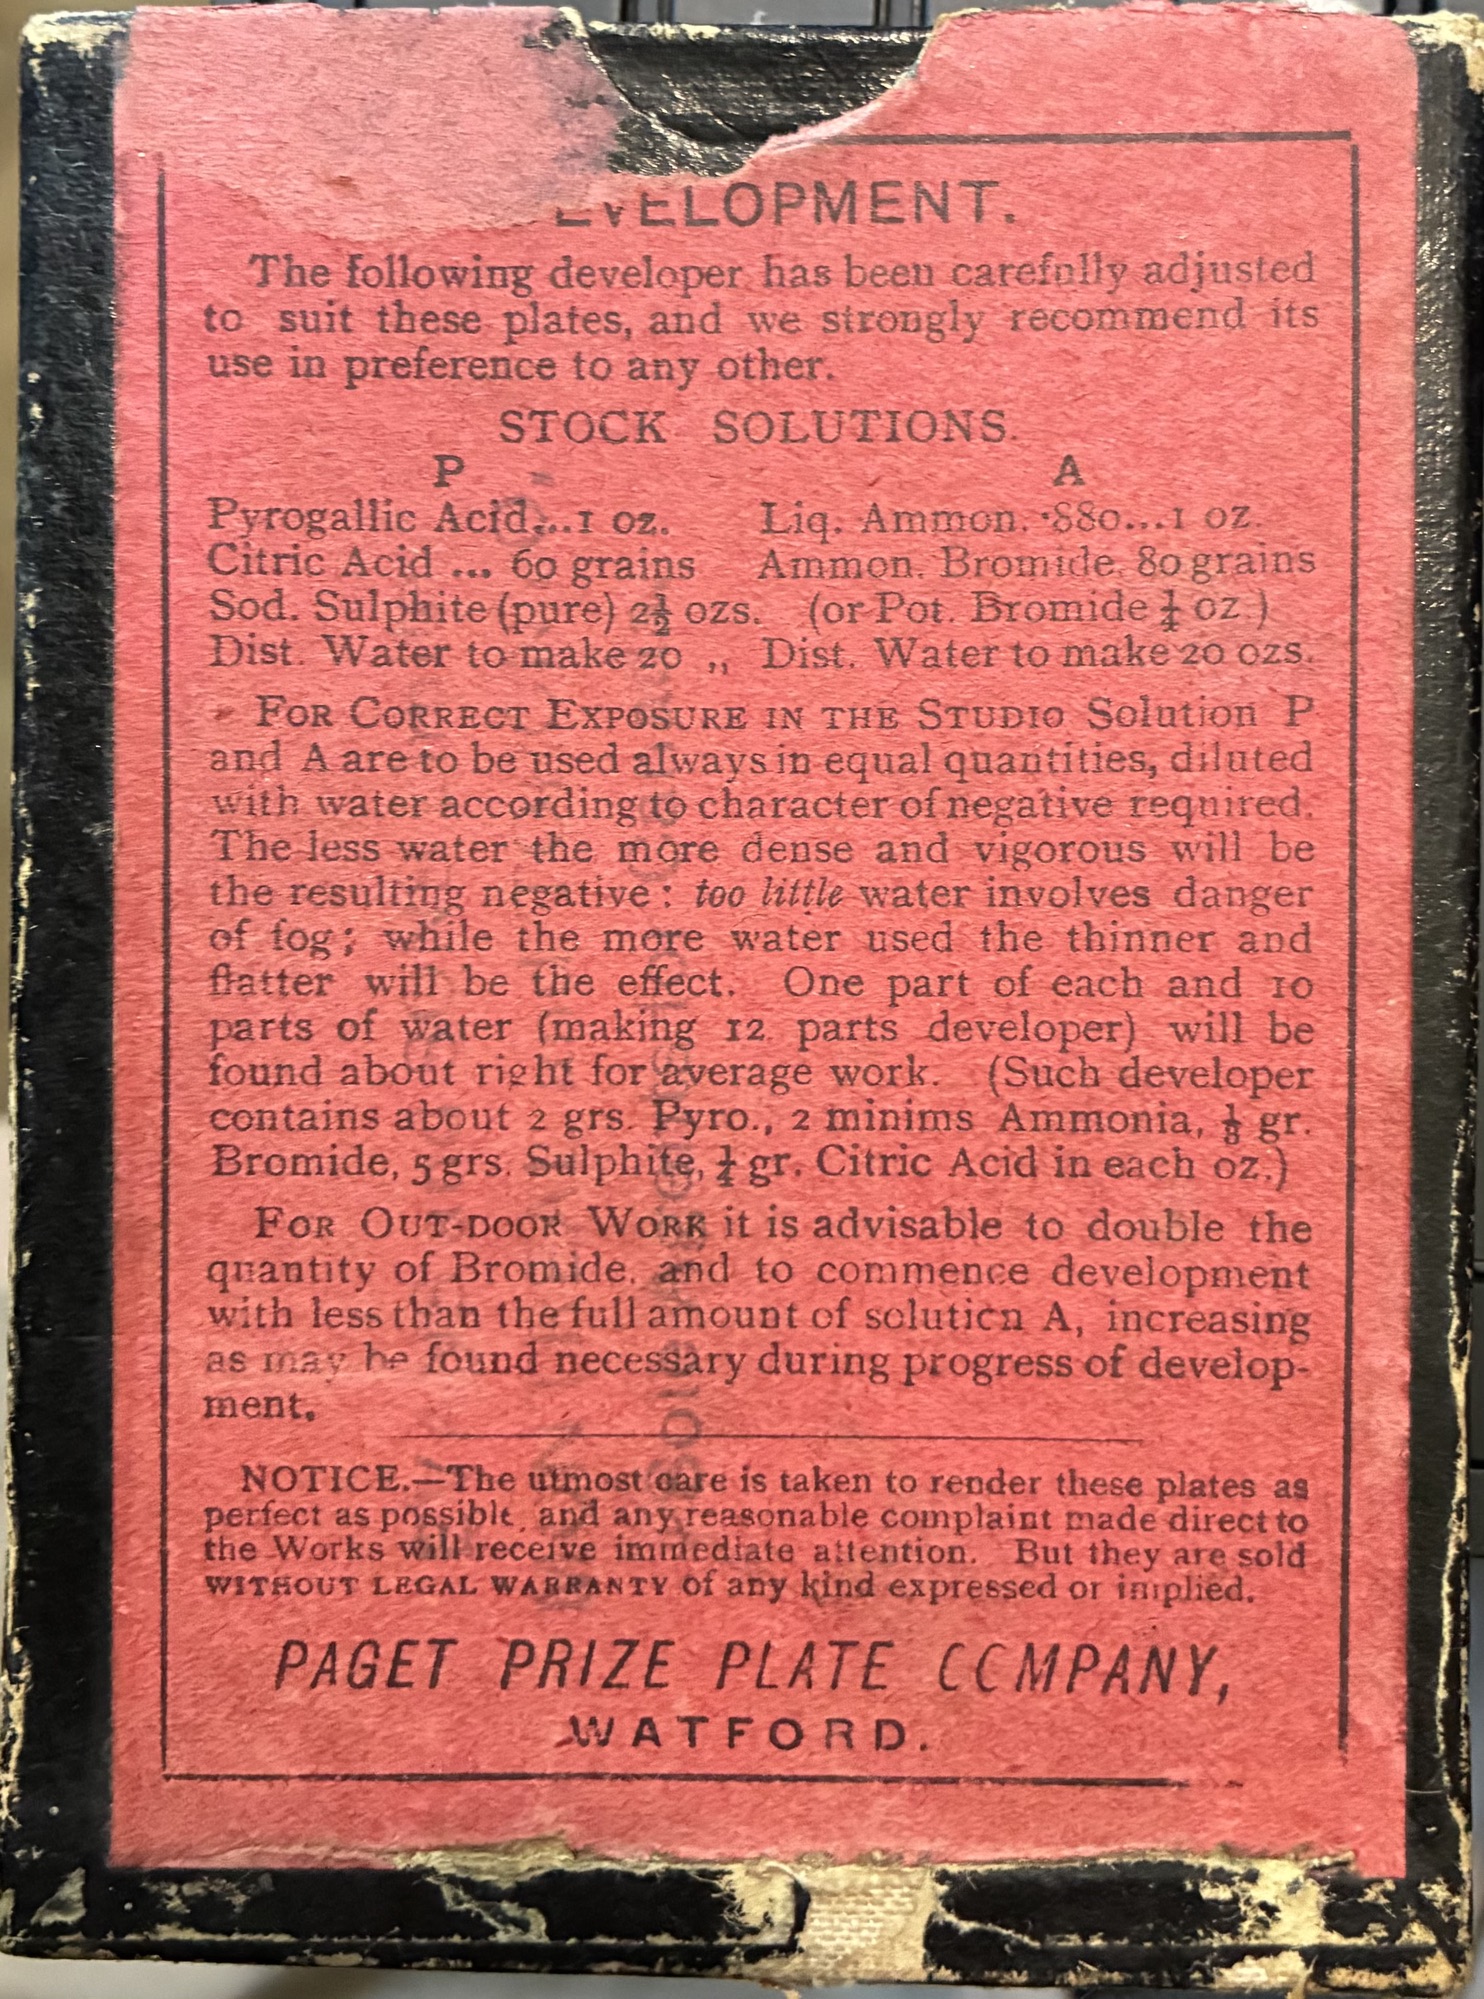 EVELOPMENT.
The following developer has been carefully adjusted
to suit these plates, and we strongly recommend its
use in preference to any other.
STOCK SOLUTIONS.
P A
Pyrogallic Acid...1 oz. Liq. Ammon. ·880...1 oz.
Citric Acid ... 60 grains Ammon. Bromide. 80 grains
Sod. Sulphite (pure) 2½ ozs. (or Pot. Bromide ¼ oz.)
Dist. Water to make 20 ,, Dist. Water to make 20 ozs.
FOR CORRECT EXPOSURE IN THE STUDIO Solution P
and A are to be used always in equal quantities, diluted
with water according to character of negative required.
The less water the more dense and vigorous will be
the resulting negative: too little water involves danger
of fog; while the more water used the thinner and
flatter will be the effect. One part of each and 10
parts of water (making 12 parts developer) will be
found about right for average work. (Such developer
contains about 2 grs. Pyro., 2 minims Ammonia, ⅓ gr.
Bromide, 5 grs. Sulphite, ¼ gr. Citric Acid in each oz.)
FOR OUT-DOOR WORK it is advisable to double the
quantity of Bromide, and to commence development
with less than the full amount of solution A, increasing
as may be found necessary during progress of develop-
ment.
NOTICE.—The utmost care is taken to render these plates as
perfect as possible, and any reasonable complaint made direct to
the Works will receive immediate attention. But they are sold
WITHOUT LEGAL WARRANTY of any kind expressed or implied.
PAGET PRIZE PLATE COMPANY,
WATFORD.